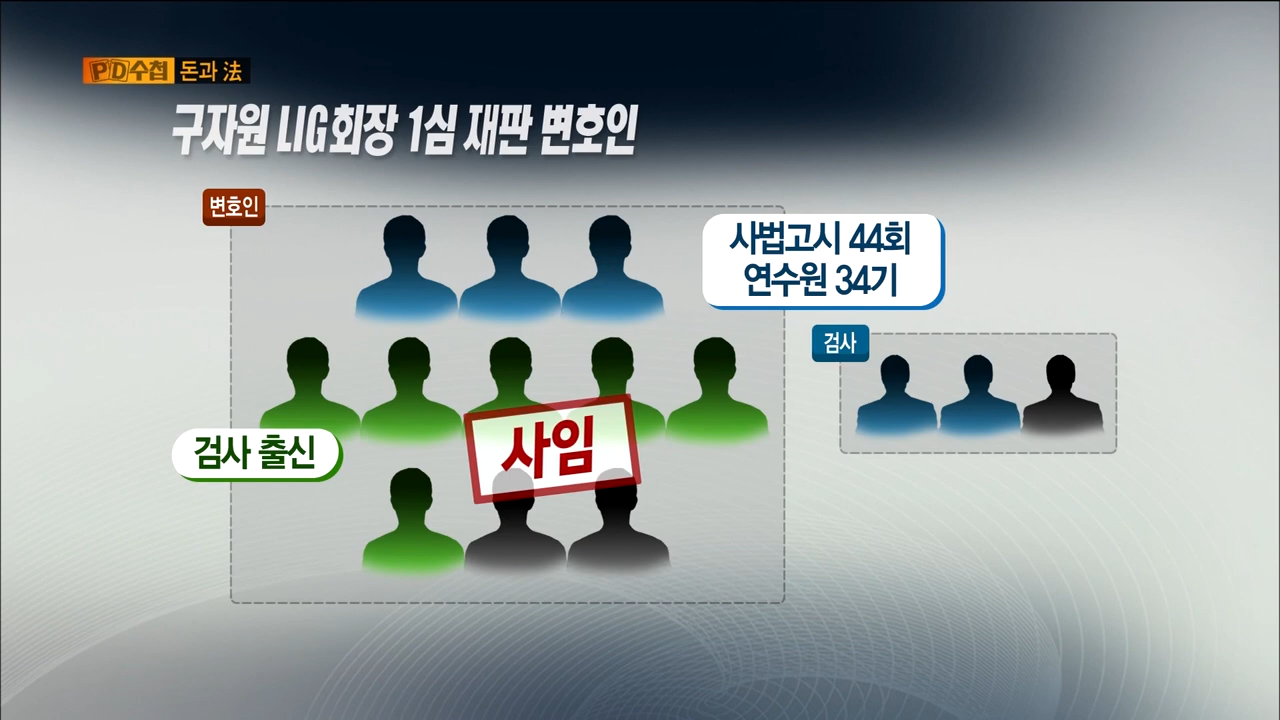 PD수첩 돈과 法
구자원 LIG회장 1심 재판 변호인
변호인
사법고시 44회
연수원 34기
검사
검사 출신
사임